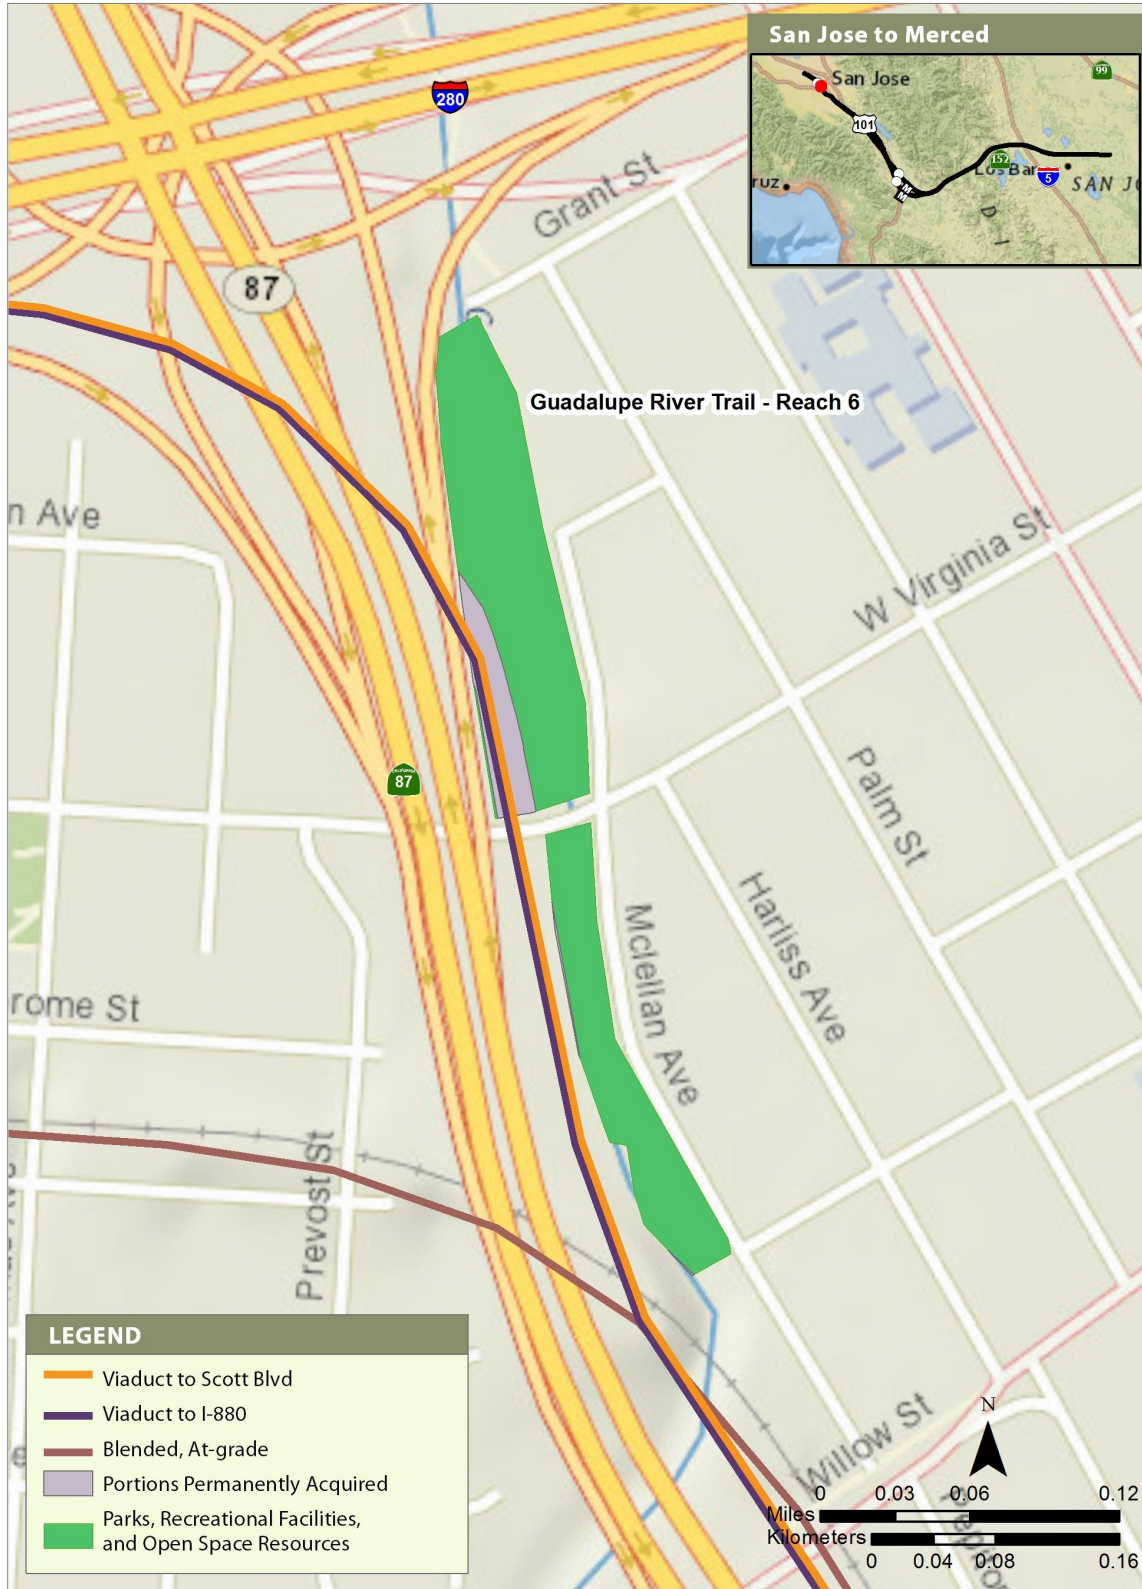 San Jose to Merced
San Jose
99
101
152
Los Ban
5
SAN JO
ruz
D I
M
M
280
Grant St
87
Guadalupe River Trail - Reach 6
n Ave
W Virginia St
87
Palm St
Harliss Ave
Mclellan Ave
rome St
Prevost St
Willow St
LEGEND
Viaduct to Scott Blvd
Viaduct to I-880
Blended, At-grade
Portions Permanently Acquired
Parks, Recreational Facilities,
and Open Space Resources
N
0 0.03 0.06 0.12
Miles
Kilometers
0 0.04 0.08 0.16